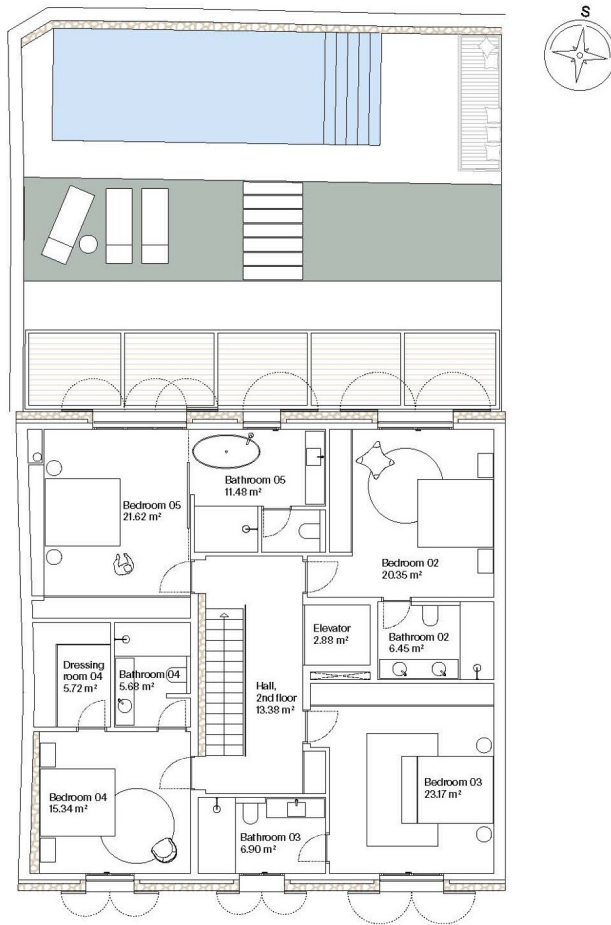 S
Bathroom 05
11.48 m²
Bedroom 05
21.62 m²
Bedroom 02
20.35 m²
Elevator
2.88 m²
Bathroom 02
6.45 m²
Dressing
room 04
5.72 m²
Bathroom 04
5.68 m²
Hall,
2nd floor
13.38 m²
Bedroom 04
15.34 m²
Bedroom 03
23.17 m²
Bathroom 03
6.90 m²